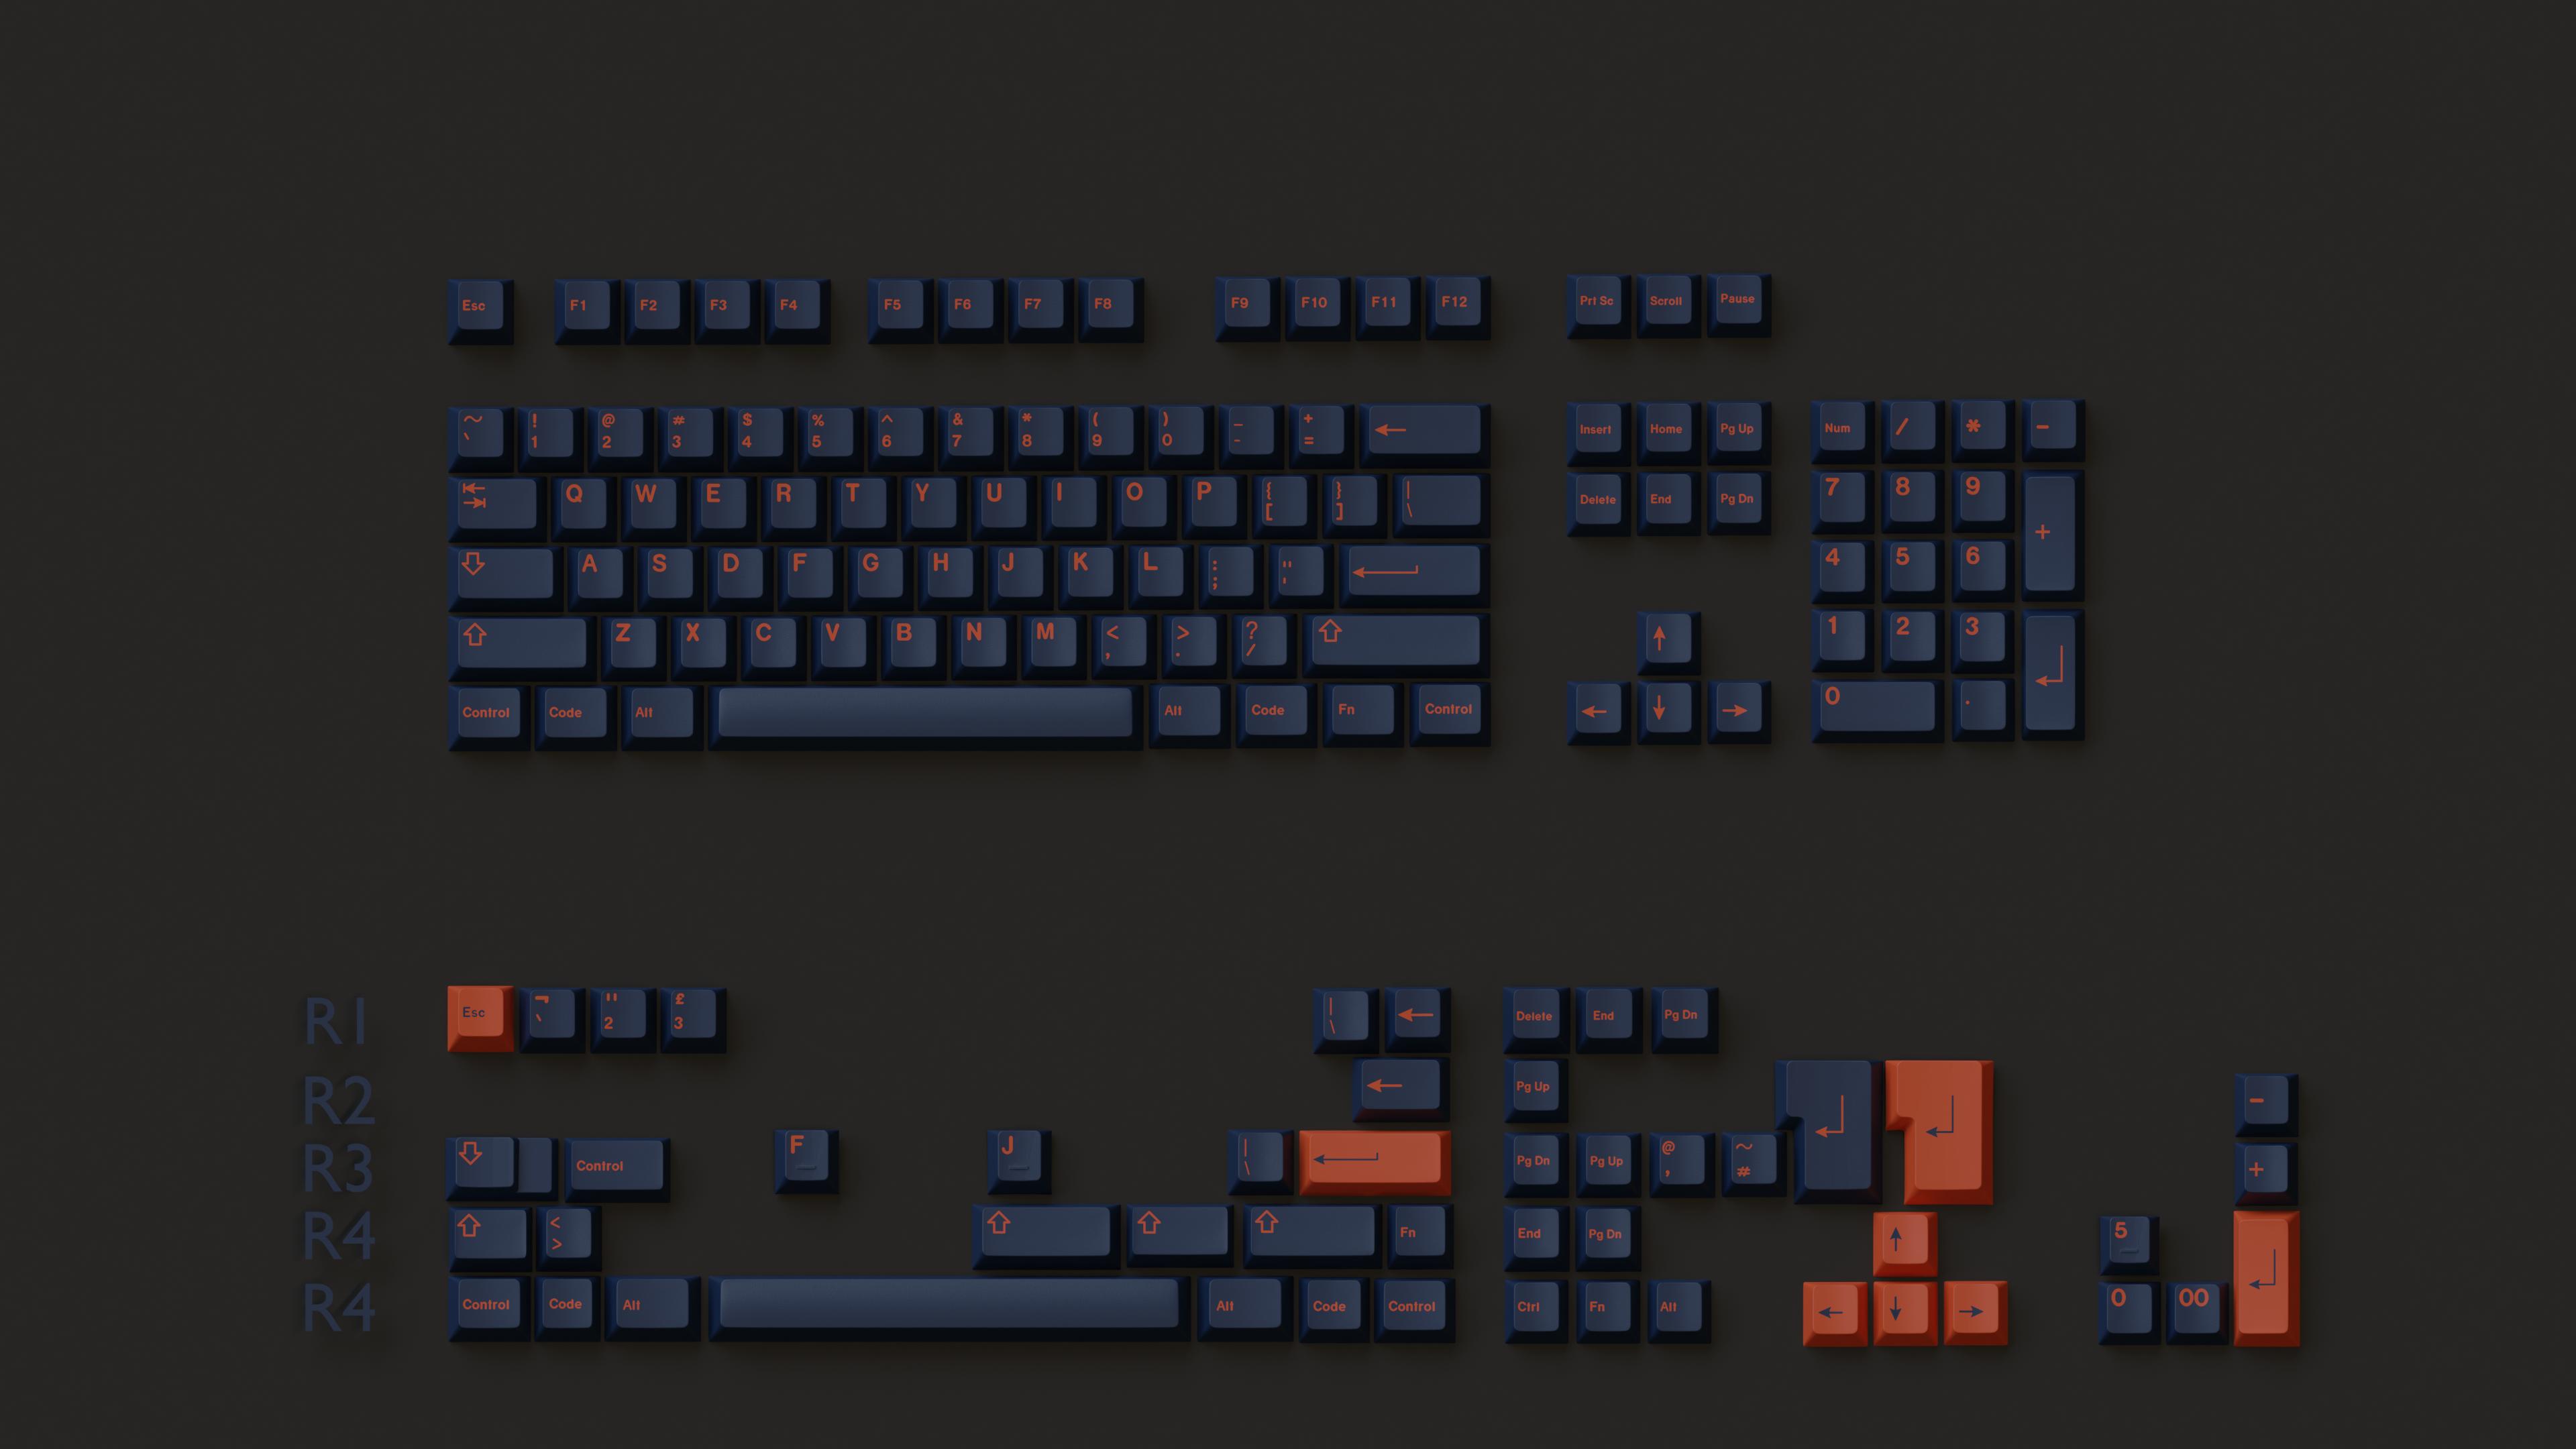 Esc F1 F2 F3 F4 F5 F6 F7 F8 F9 F10 F11 F12 Prt Sc Scroll Pause
~ ! @ # $ % ^ & * ( ) _ +
` 1 2 3 4 5 6 7 8 9 0 - = ← Insert Home Pg Up Num / * -
Q W E R T Y U I O P { } |
[ ] \ Delete End Pg Dn 7 8 9 +
A S D F G H J K L : "
; ' 4 5 6
Z X C V B N M < > ?
, . / ↑ 1 2 3
Control Code Alt Alt Code Fn Control ← ↓ → 0 .
R1 Esc ¬ " £ |
` 2 3 \ ← Delete End Pg Dn
R2 ← Pg Up -
R3 Control F J | @ ~
\ Pg Dn Pg Up ' # +
R4 < Fn End Pg Dn ↑ 5
>
R4 Control Code Alt Alt Code Control Ctrl Fn Alt ← ↓ → 0 00